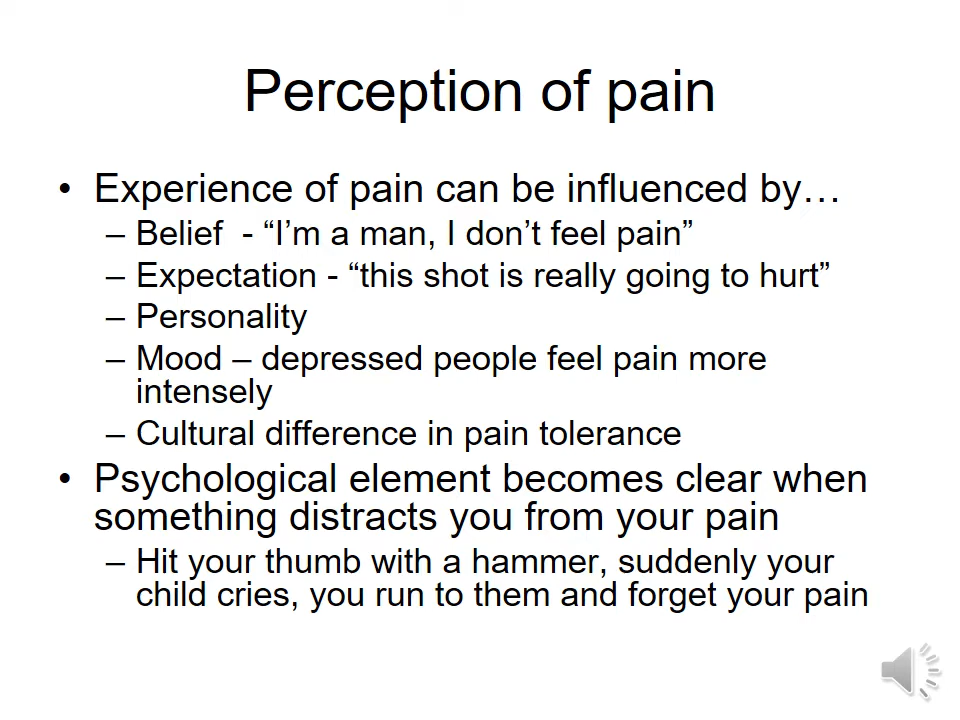 Perception of pain
• Experience of pain can be influenced by…
– Belief  - “I’m a man, I don’t feel pain”
– Expectation - “this shot is really going to hurt”
– Personality
– Mood – depressed people feel pain more
intensely
– Cultural difference in pain tolerance
• Psychological element becomes clear when
something distracts you from your pain
– Hit your thumb with a hammer, suddenly your
child cries, you run to them and forget your pain